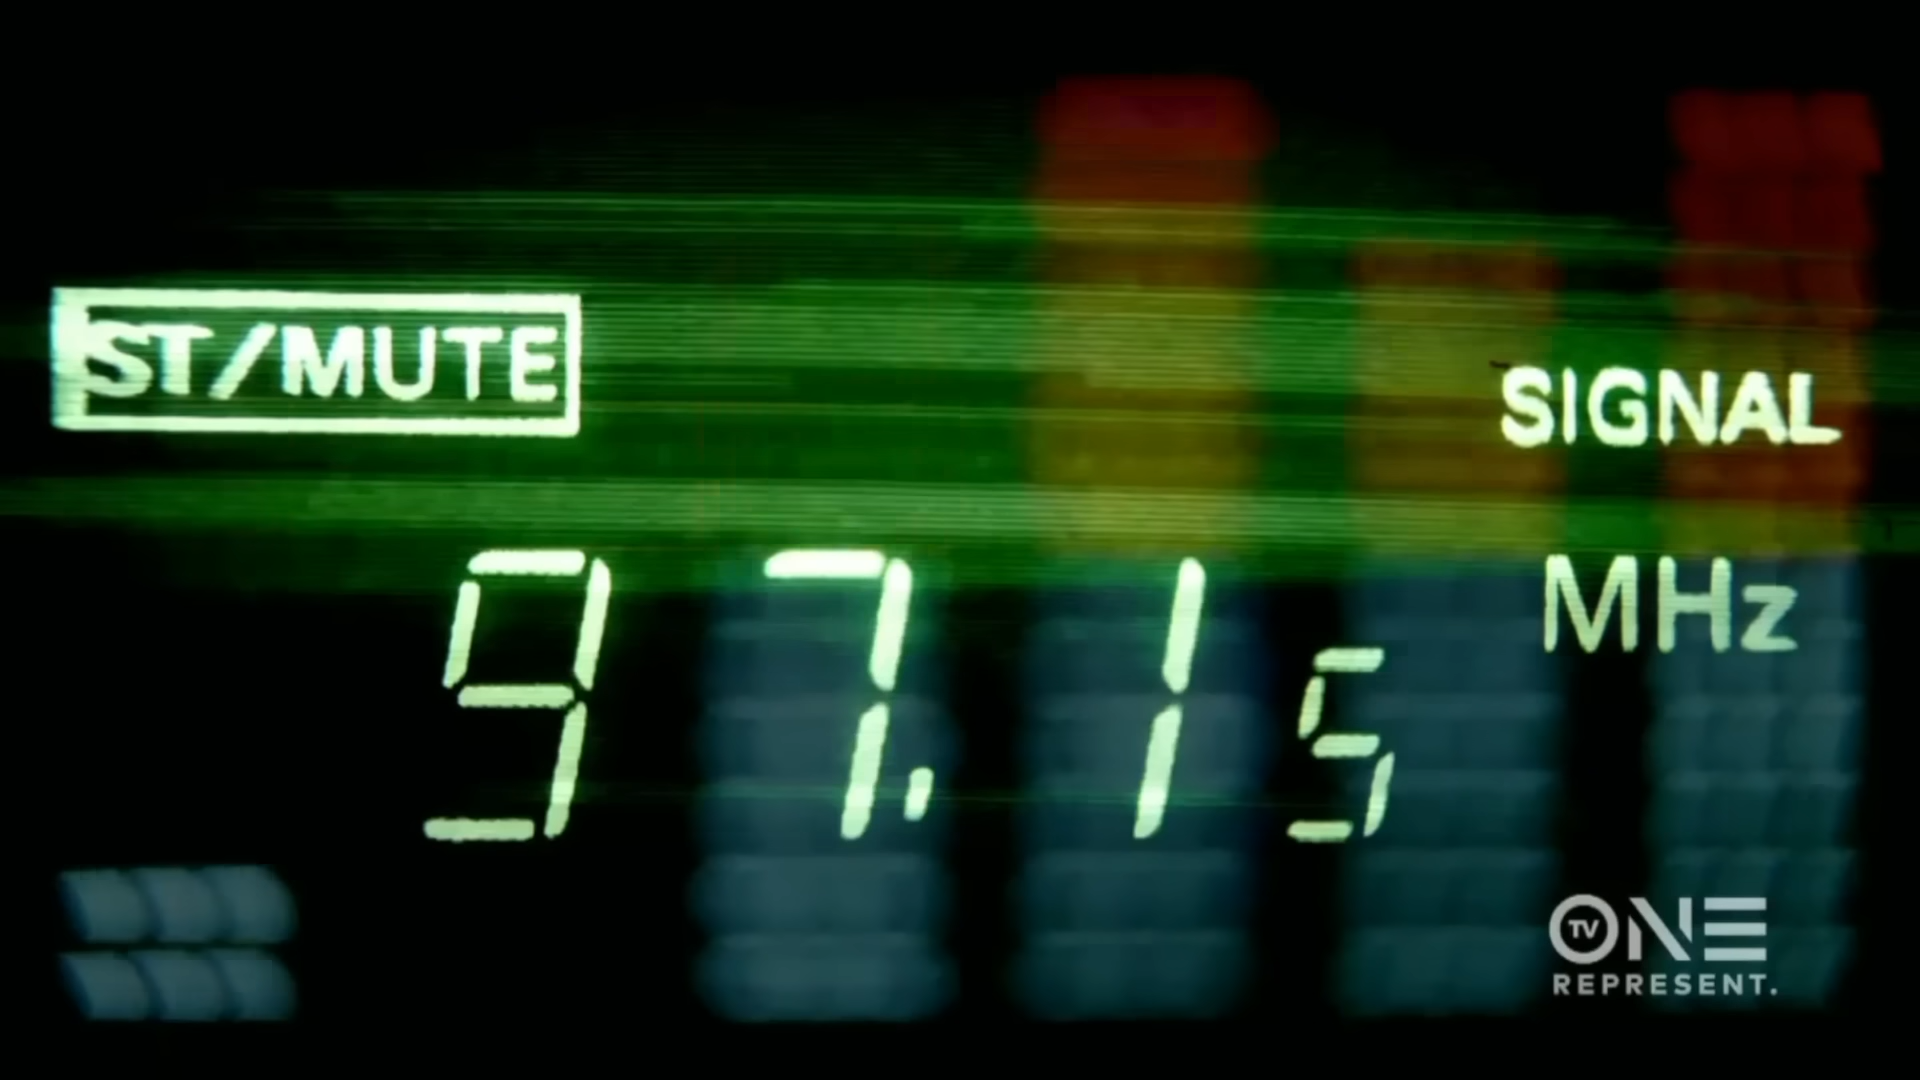 ST/MUTE
SIGNAL
97.15 MHz
TV ONE
REPRESENT.